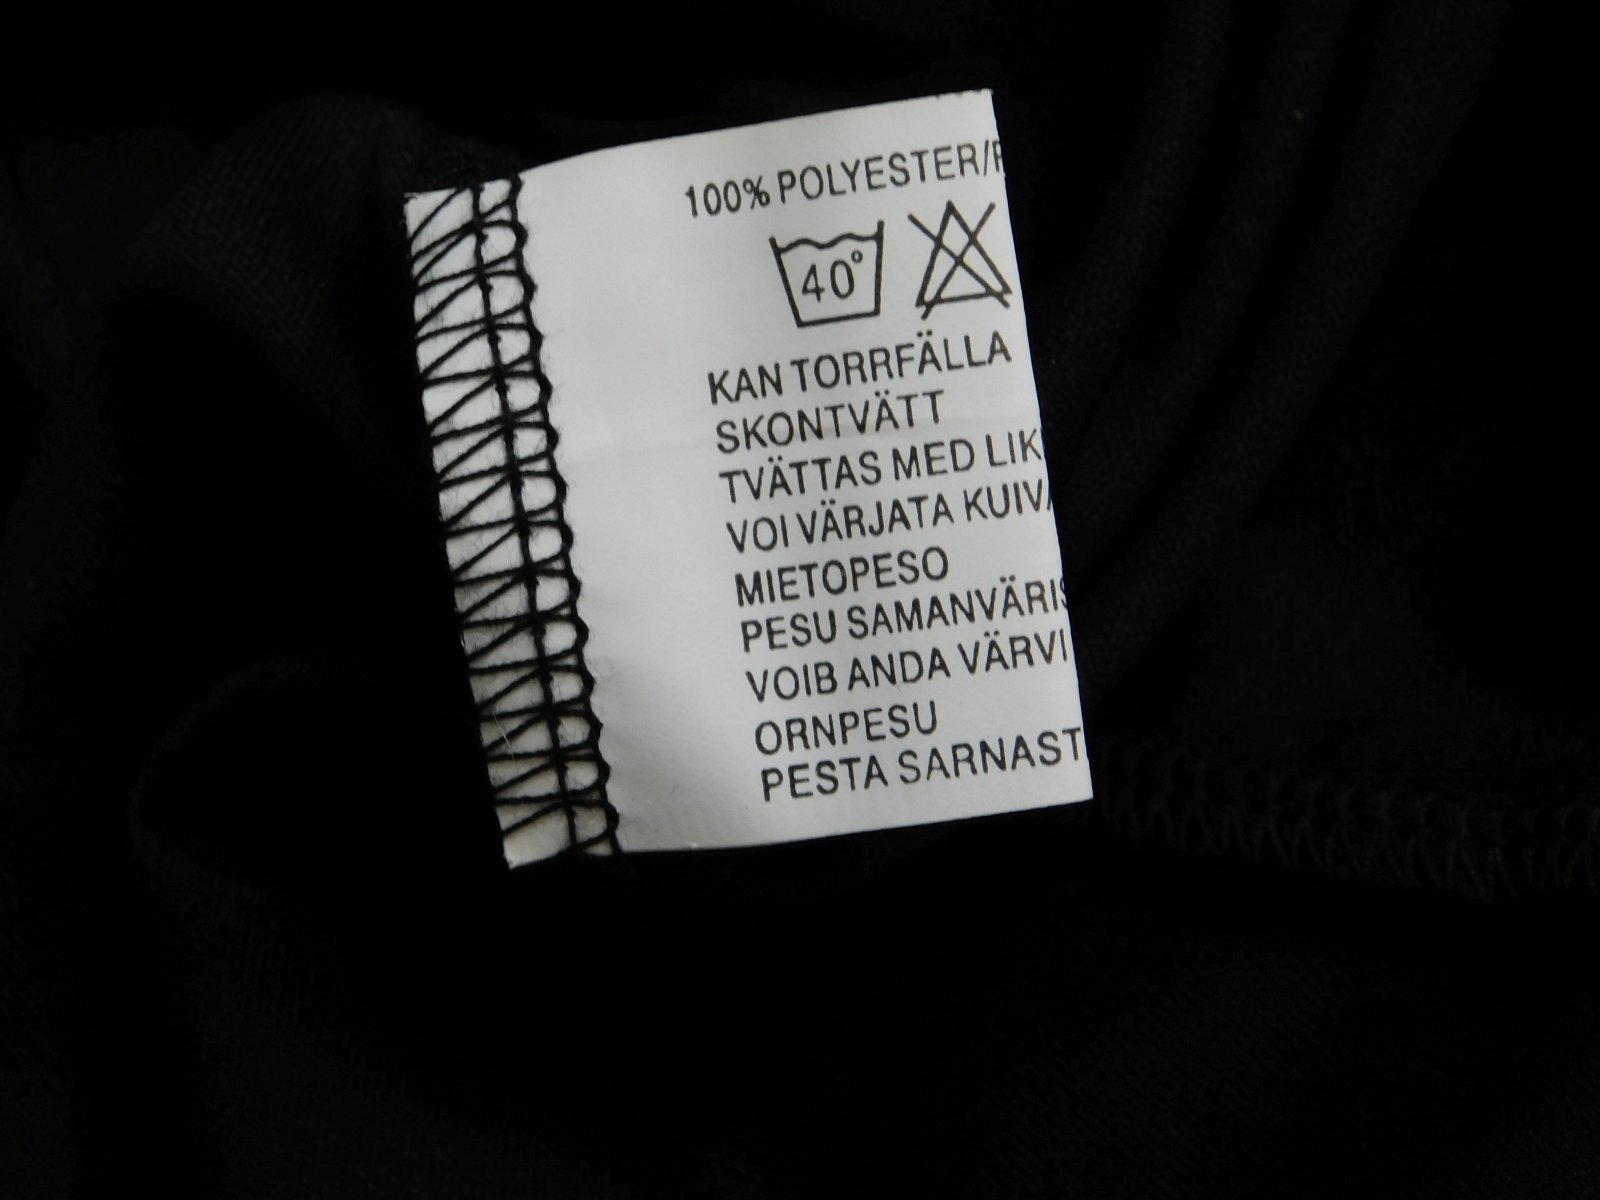 100% POLYESTER/P
40°
KAN TORRFÄLLA
SKONTVÄTT
TVÄTTAS MED LIK
VOI VÄRJATA KUIV
MIETOPESO
PESU SAMANVÄRIS
VOIB ANDA VÄRVI
ORNPESU
PESTA SARNAST